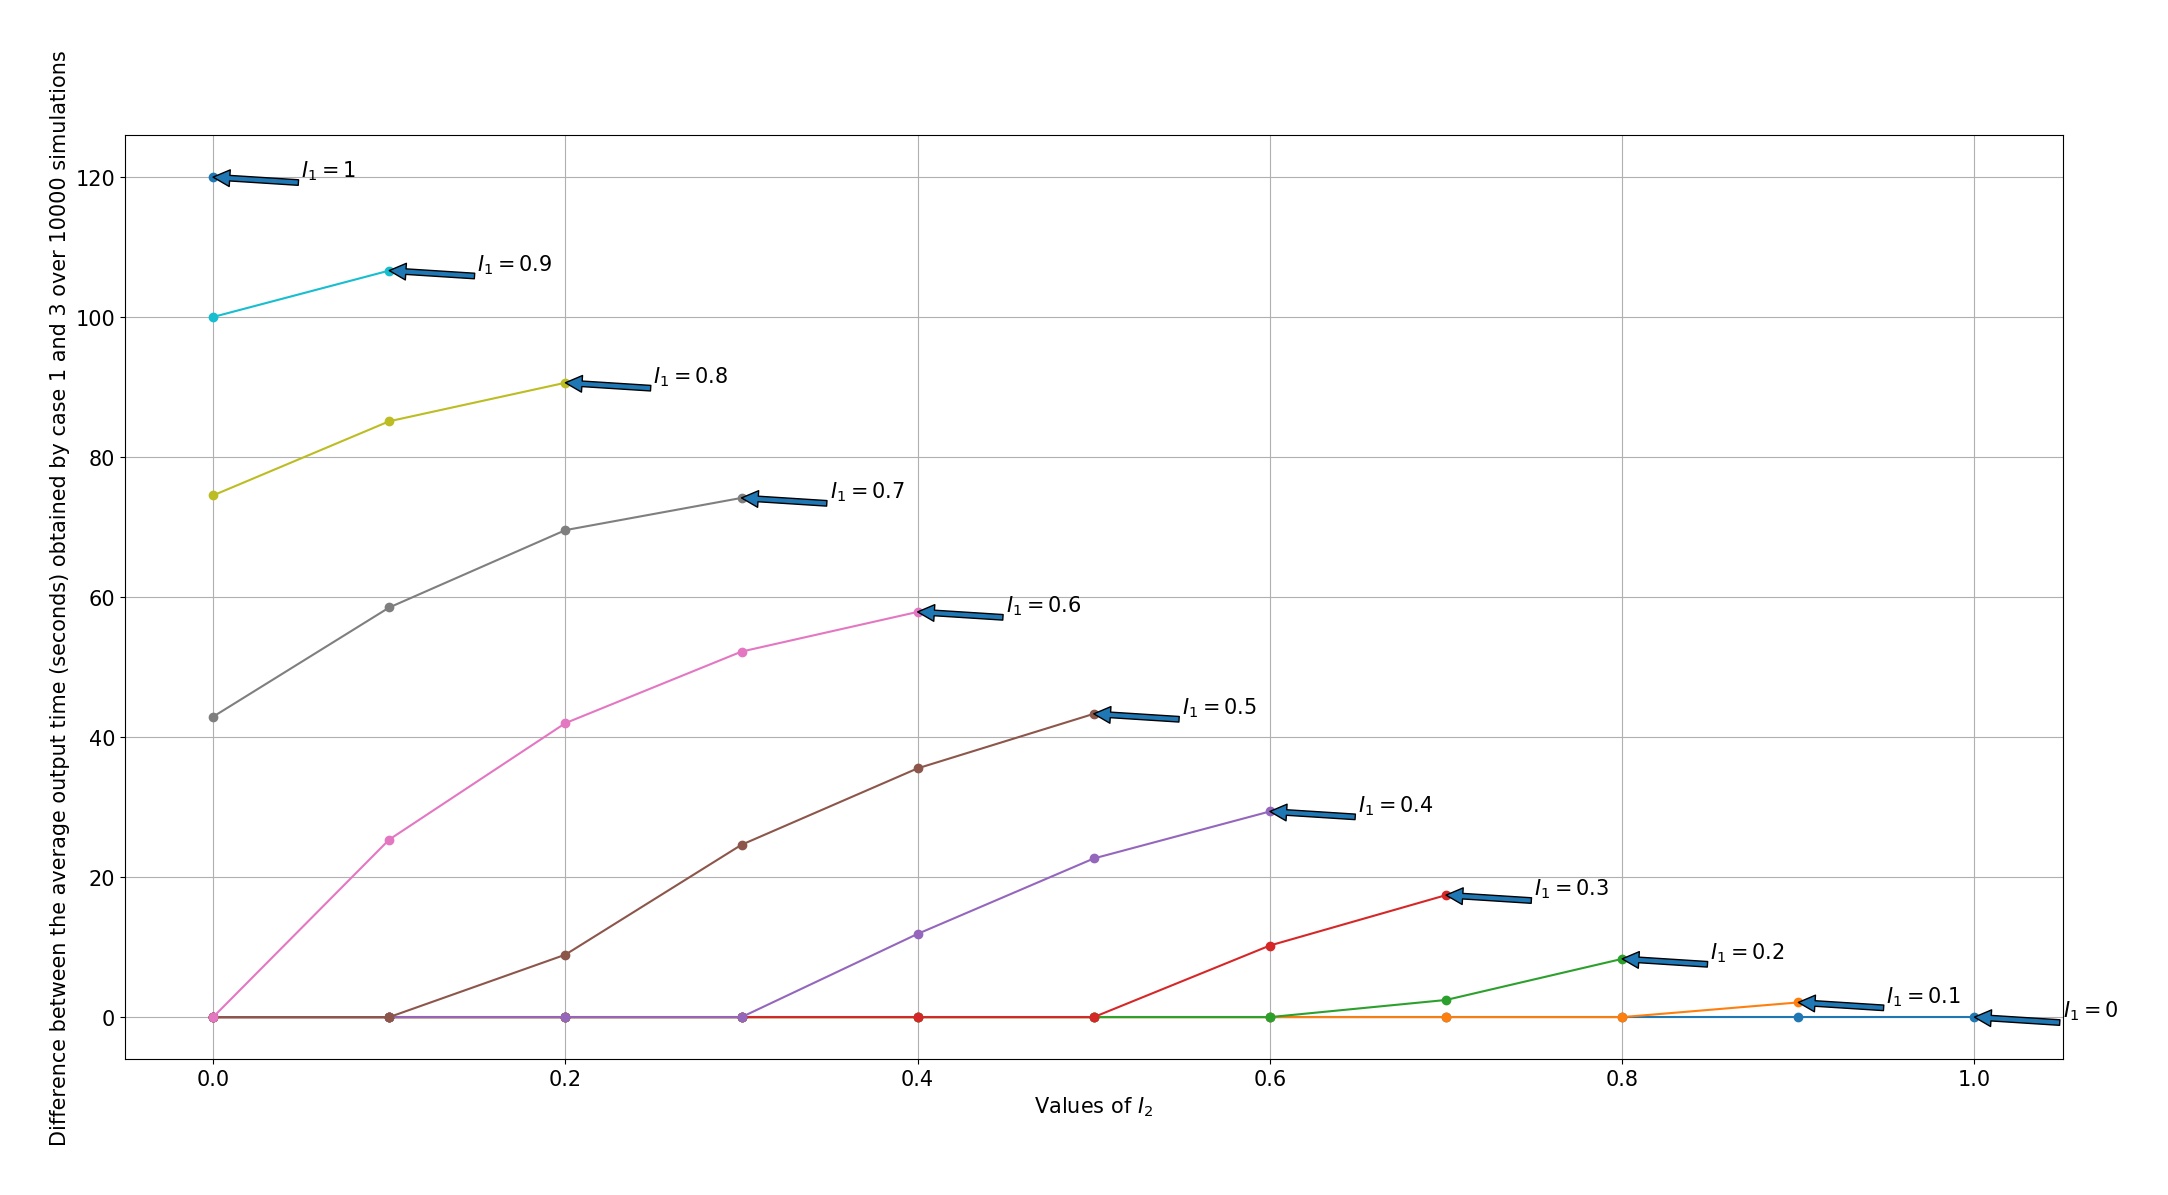 Difference between the average output time (seconds) obtained by case 1 and 3 over 10000 simulations
120
100
80
60
40
20
0
I₁ = 1
I₁ = 0.9
I₁ = 0.8
I₁ = 0.7
I₁ = 0.6
I₁ = 0.5
I₁ = 0.4
I₁ = 0.3
I₁ = 0.2
I₁ = 0.1
I₁ = 0
0.0 0.2 0.4 0.6 0.8 1.0
Values of I₂